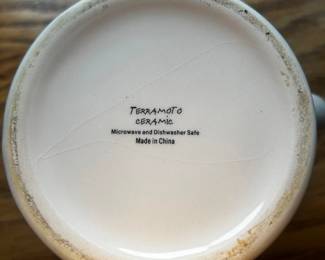 TERRAMOTO
CERAMIC
Microwave and Dishwasher Safe
Made in China